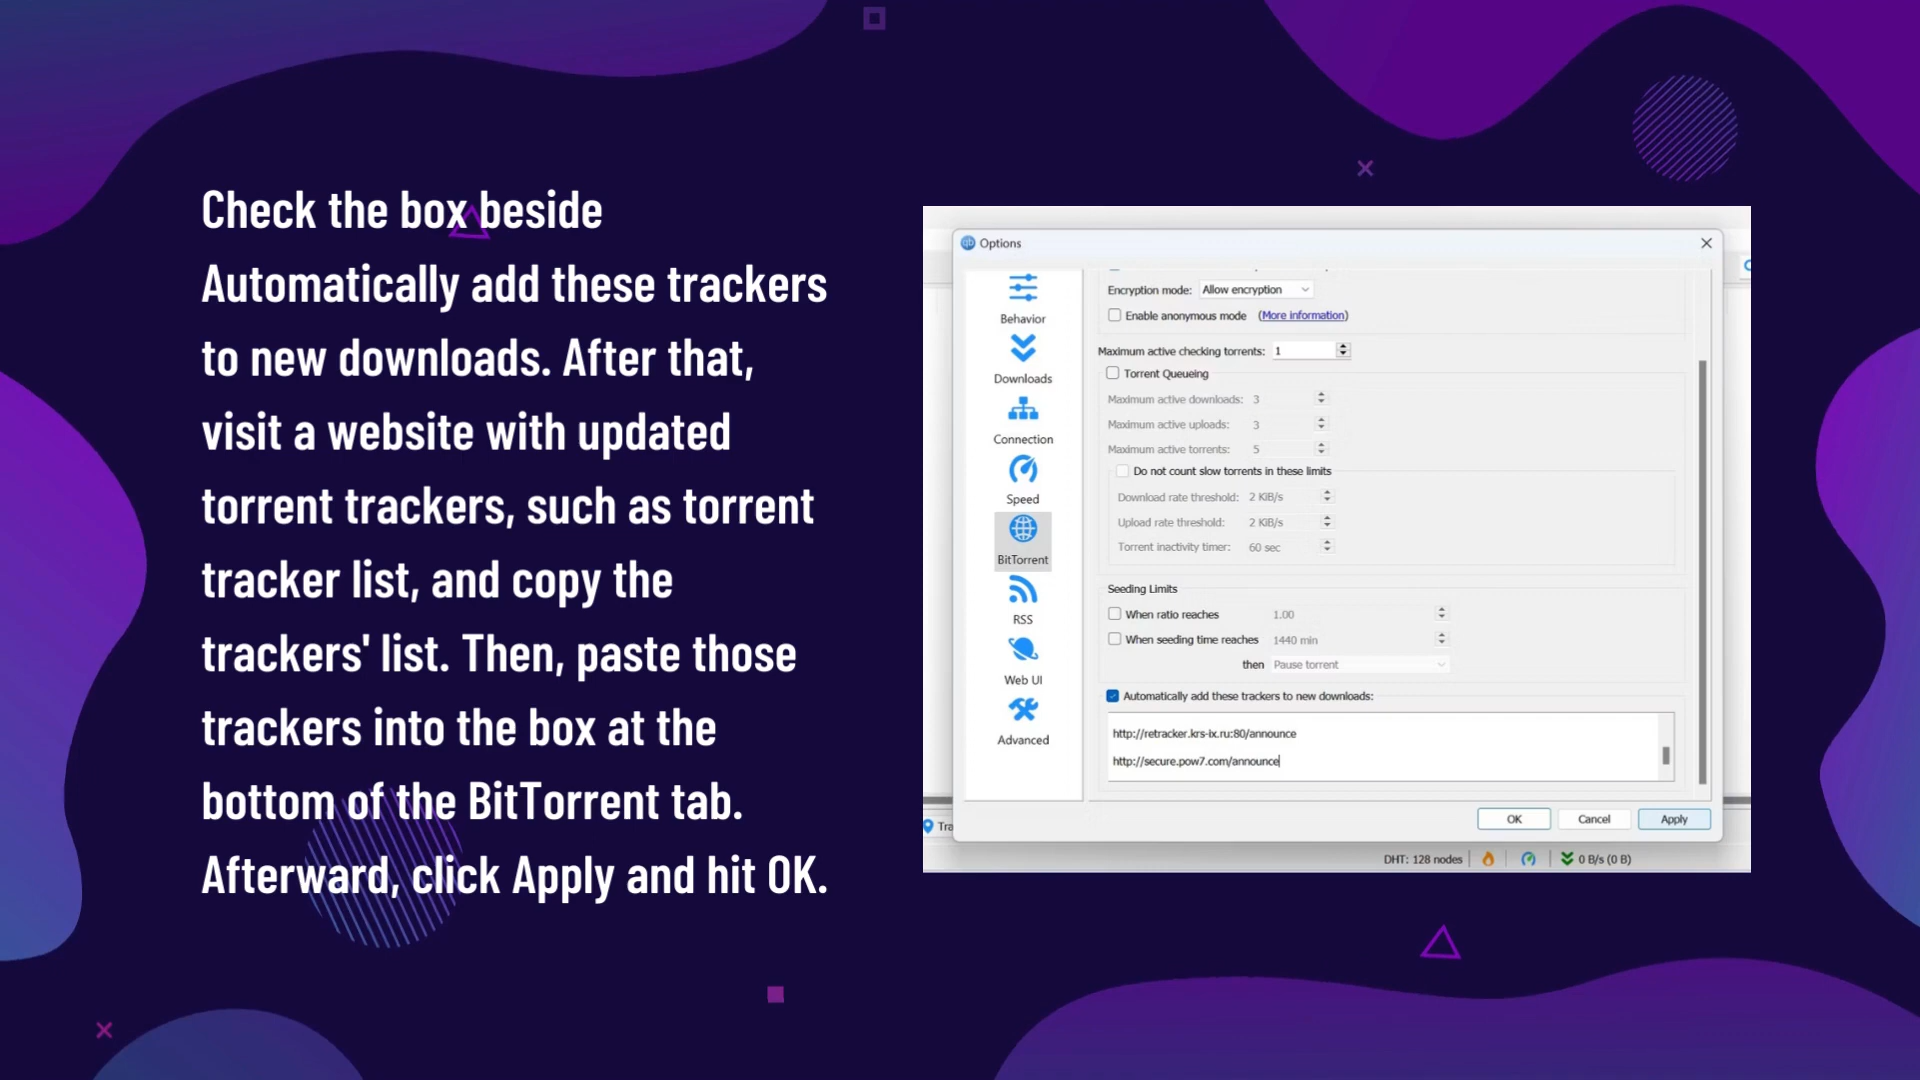 Check the box beside
Automatically add these trackers
to new downloads. After that,
visit a website with updated
torrent trackers, such as torrent
tracker list, and copy the
trackers' list. Then, paste those
trackers into the box at the
bottom of the BitTorrent tab.
Afterward, click Apply and hit OK.
Options
Behavior
Downloads
Connection
Speed
BitTorrent
RSS
Web UI
Advanced
Encryption mode: Allow encryption
Enable anonymous mode (More information)
Maximum active checking torrents: 1
Torrent Queueing
Maximum active downloads: 3
Maximum active uploads: 3
Maximum active torrents: 5
Do not count slow torrents in these limits
Download rate threshold: 2 KiB/s
Upload rate threshold: 2 KiB/s
Torrent inactivity timer: 60 sec
Seeding Limits
When ratio reaches 1.00
When seeding time reaches 1440 min
then Pause torrent
Automatically add these trackers to new downloads:
http://retracker.krs-ix.ru:80/announce
http://secure.pow7.com/announce
OK Cancel Apply
Tra
DHT: 128 nodes 0 B/s (0 B)